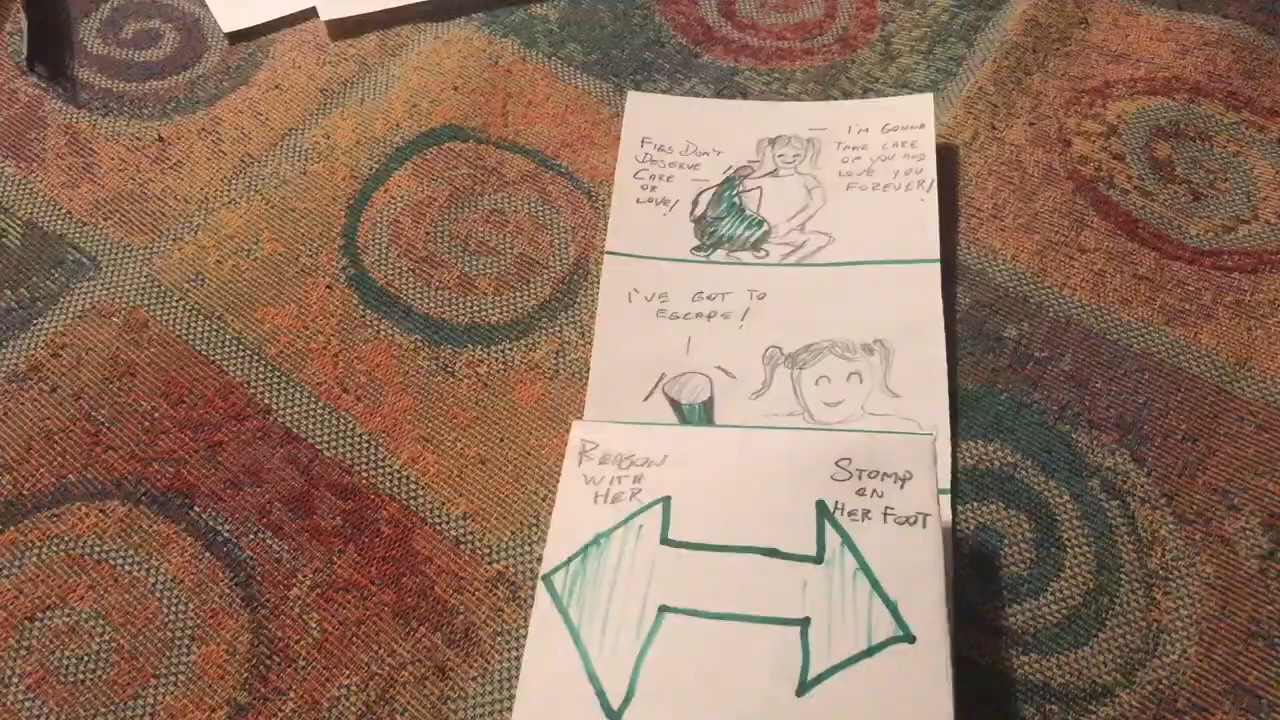 FIGS DON'T
DESERVE
CARE
OR
LOVE!
I'M GONNA
TAKE CARE
OF YOU AND
LOVE YOU
FOREVER!
I'VE GOT TO
ESCAPE!
REASON
WITH
HER
STOMP
ON
HER FOOT